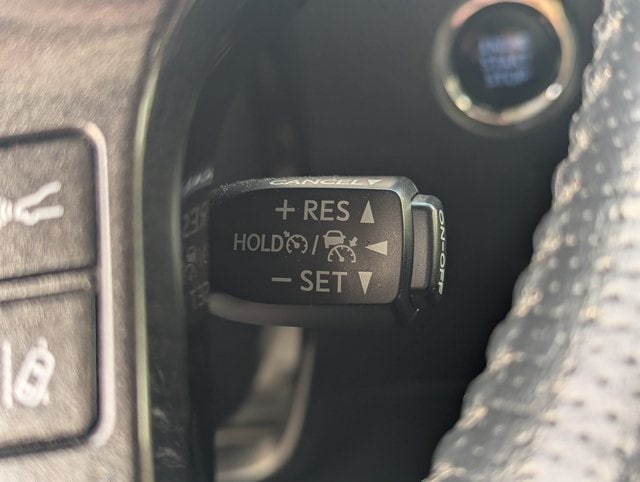 ENGINE
START
STOP
CANCEL
+ RES
HOLD /
− SET
ON-OFF